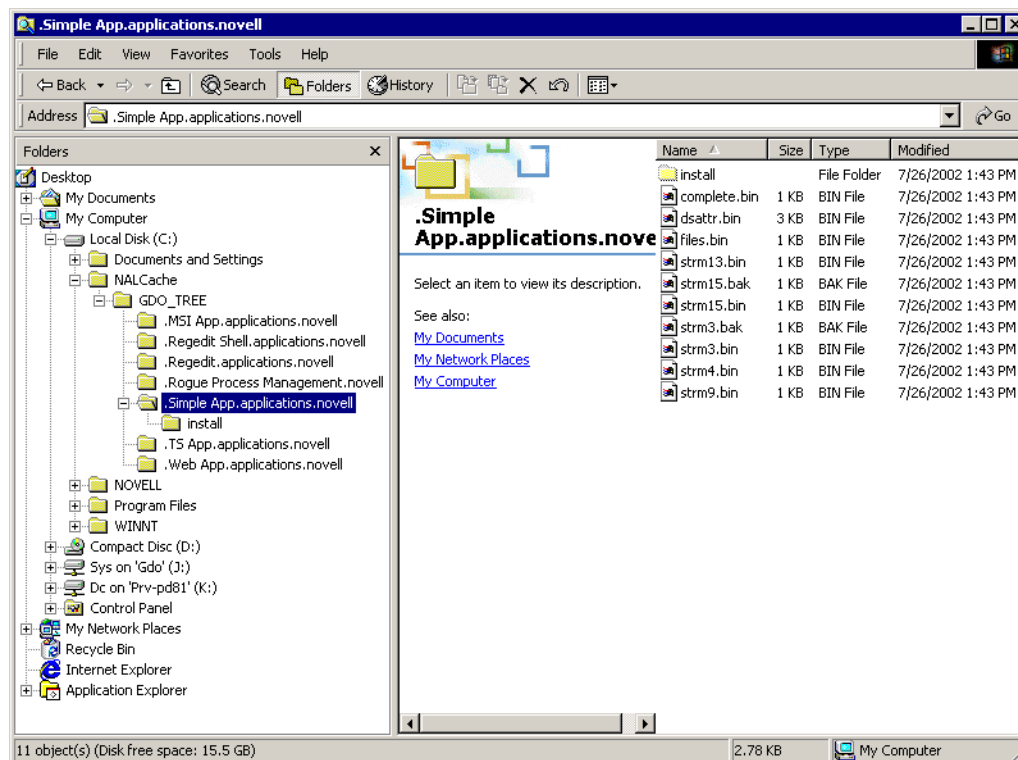 .Simple App.applications.novell
File Edit View Favorites Tools Help
Back Search Folders History
Address .Simple App.applications.novell Go
Folders
Desktop
My Documents
My Computer
Local Disk (C:)
Documents and Settings
NALCache
GDO_TREE
.MSI App.applications.novell
.Regedit Shell.applications.novell
.Regedit.applications.novell
.Rogue Process Management.novell
.Simple App.applications.novell
install
.TS App.applications.novell
.Web App.applications.novell
NOVELL
Program Files
WINNT
Compact Disc (D:)
Sys on 'Gdo' (J:)
Dc on 'Prv-pd81' (K:)
Control Panel
My Network Places
Recycle Bin
Internet Explorer
Application Explorer
.Simple
App.applications.nove
Select an item to view its description.
See also:
My Documents
My Network Places
My Computer
Name Size Type Modified
install File Folder 7/26/2002 1:43 PM
complete.bin 1 KB BIN File 7/26/2002 1:43 PM
dsattr.bin 3 KB BIN File 7/26/2002 1:43 PM
files.bin 1 KB BIN File 7/26/2002 1:43 PM
strm13.bin 1 KB BIN File 7/26/2002 1:43 PM
strm15.bak 1 KB BAK File 7/26/2002 1:43 PM
strm15.bin 1 KB BIN File 7/26/2002 1:43 PM
strm3.bak 1 KB BAK File 7/26/2002 1:43 PM
strm3.bin 1 KB BIN File 7/26/2002 1:43 PM
strm4.bin 1 KB BIN File 7/26/2002 1:43 PM
strm9.bin 1 KB BIN File 7/26/2002 1:43 PM
11 object(s) (Disk free space: 15.5 GB) 2.78 KB My Computer